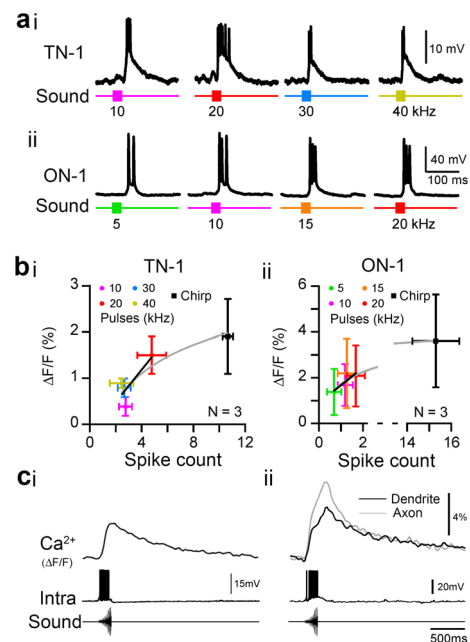 a i
TN-1
10 mV
Sound
10 20 30 40 kHz
ii
ON-1
40 mV
100 ms
Sound
5 10 15 20 kHz
b i TN-1
10 30
20 40
Chirp
Pulses (kHz)
ΔF/F (%)
3
2
1
0
N = 3
0 2 4 6 8 10 12
Spike count
ii ON-1
5 15
10 20
Chirp
Pulses (kHz)
ΔF/F (%)
6
4
2
0
N = 3
0 1 2 14 16
Spike count
c i
Ca2+
(ΔF/F)
Intra
15mV
Sound
ii
Dendrite
Axon
4%
20mV
500ms